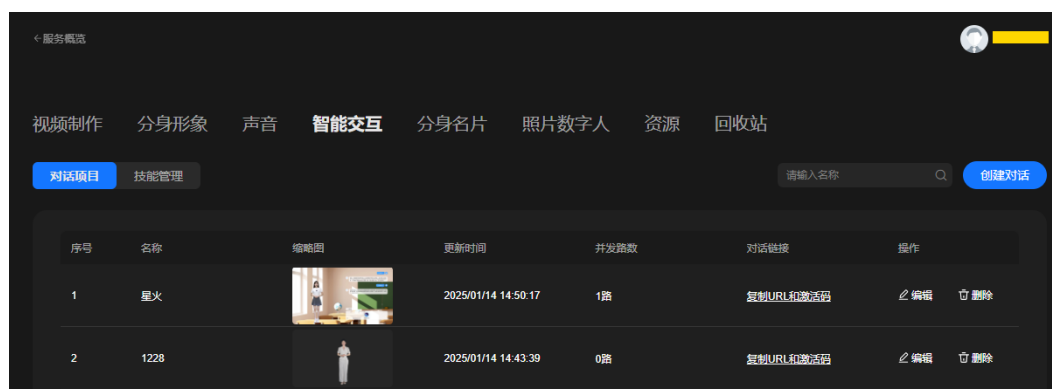 ←服务概览
视频制作 分身形象 声音 智能交互 分身名片 照片数字人 资源 回收站
对话项目 技能管理 请输入名称 创建对话
序号 名称 缩略图 更新时间 并发路数 对话链接 操作
1 星火 2025/01/14 14:50:17 1路 复制URL和激活码 编辑 删除
2 1228 2025/01/14 14:43:39 0路 复制URL和激活码 编辑 删除